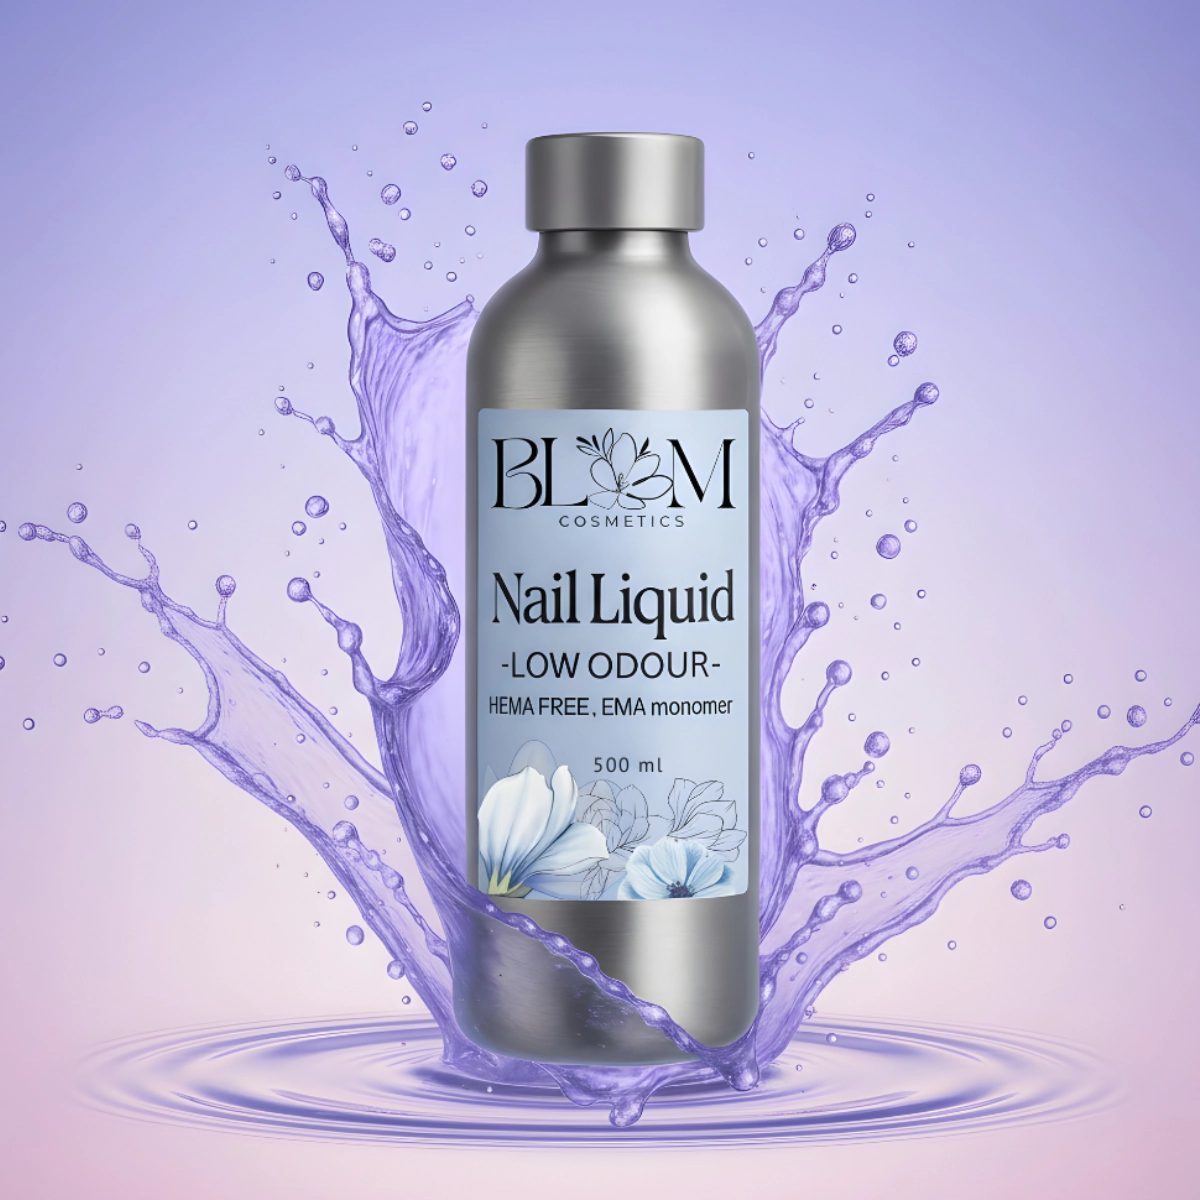 BLOOM
COSMETICS
Nail Liquid
-LOW ODOUR-
HEMA FREE, EMA monomer
500 ml